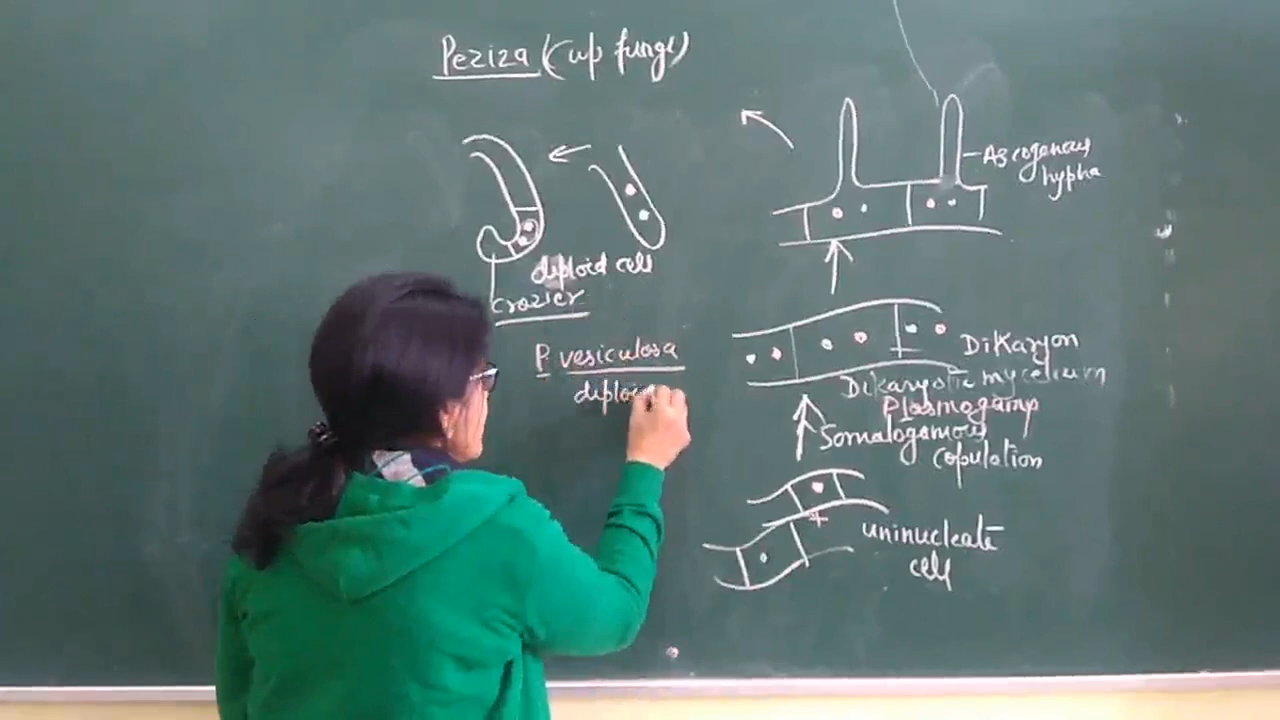 Peziza (cup fungi)
Ascogenous
hypha
diploid cell
Crozier
P. vesiculosa
diploid
Dikaryon
Dikaryotic mycelium
Plasmogamy
Somatogamous
copulation
uninucleate
cell